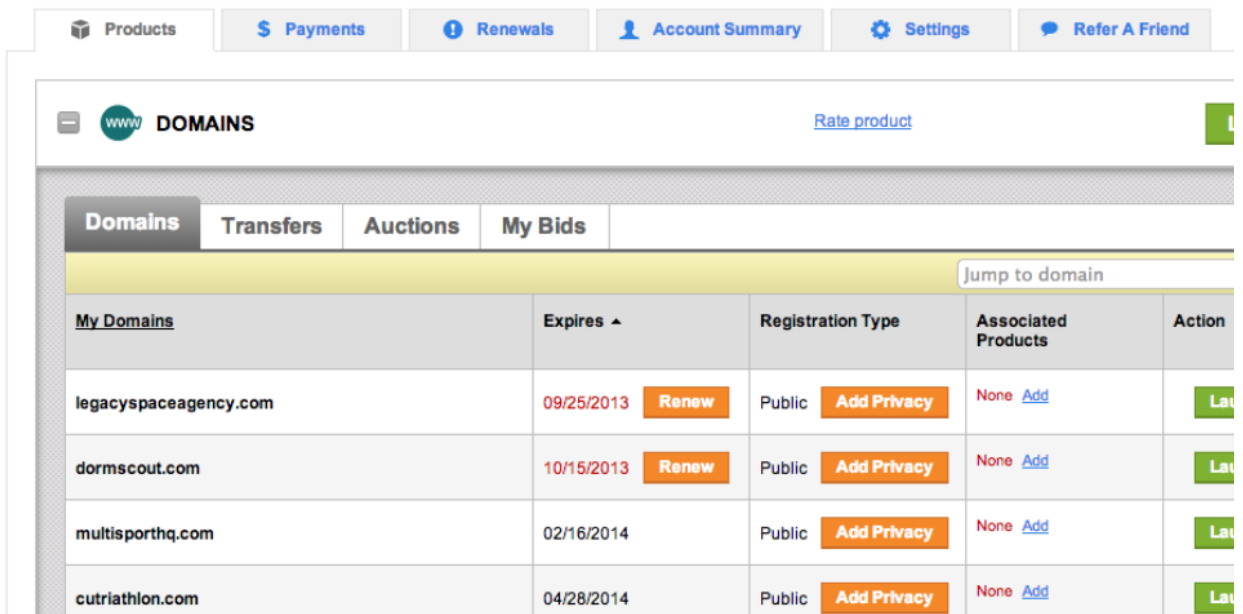 Products $ Payments Renewals Account Summary Settings Refer A Friend
www DOMAINS Rate product
Domains Transfers Auctions My Bids
Jump to domain
My Domains Expires Registration Type Associated Products Action
legacyspaceagency.com 09/25/2013 Renew Public Add Privacy None Add
dormscout.com 10/15/2013 Renew Public Add Privacy None Add
multisporthq.com 02/16/2014 Public Add Privacy None Add
cutriathlon.com 04/28/2014 Public Add Privacy None Add